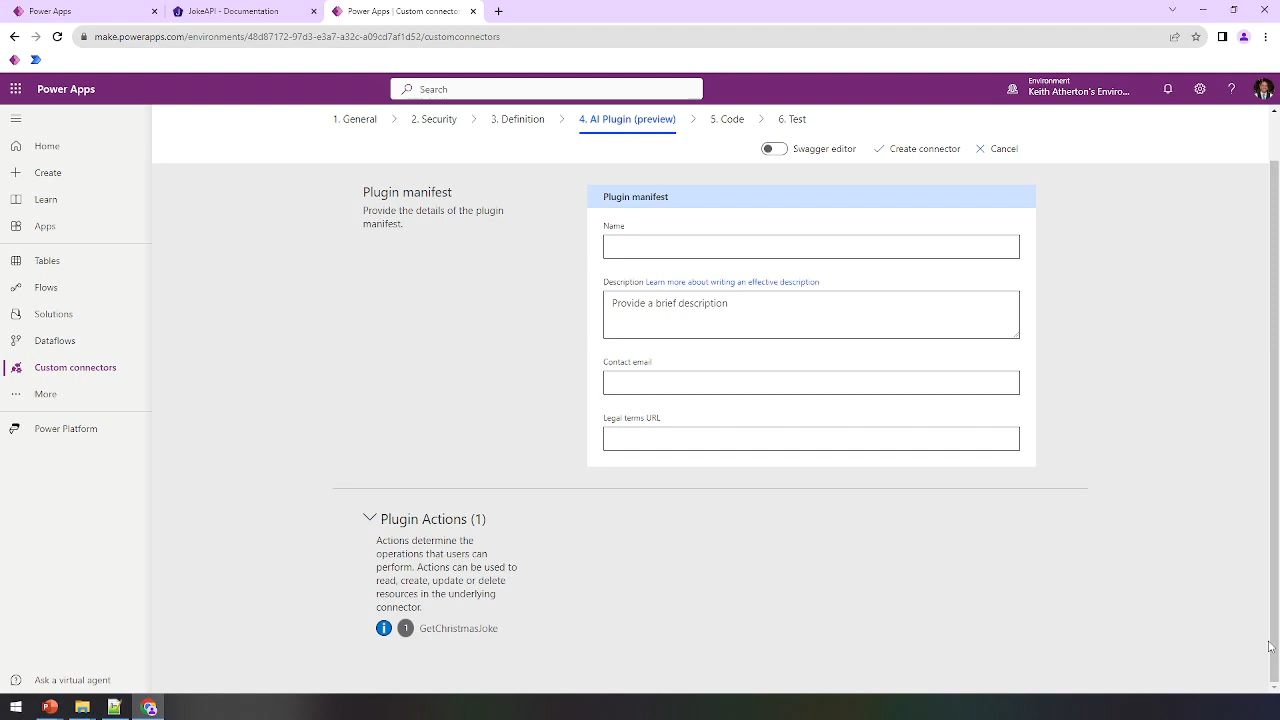 Power Apps
JokeAPI - Documentation
Power Apps | Custom connectors
make.powerapps.com/environments/48d87172-97d3-e3a7-a32c-a09cd7af1d52/customconnectors
Power Apps
Search
Environment
Keith Atherton's Enviro...
1. General
2. Security
3. Definition
4. AI Plugin (preview)
5. Code
6. Test
Swagger editor
Create connector
Cancel
Home
Create
Learn
Apps
Tables
Flows
Solutions
Dataflows
Custom connectors
More
Power Platform
Ask a virtual agent
Plugin manifest
Provide the details of the plugin
manifest.
Plugin manifest
Name
Description Learn more about writing an effective description
Provide a brief description
Contact email
Legal terms URL
Plugin Actions (1)
Actions determine the
operations that users can
perform. Actions can be used to
read, create, update or delete
resources in the underlying
connector.
1 GetChristmasJoke